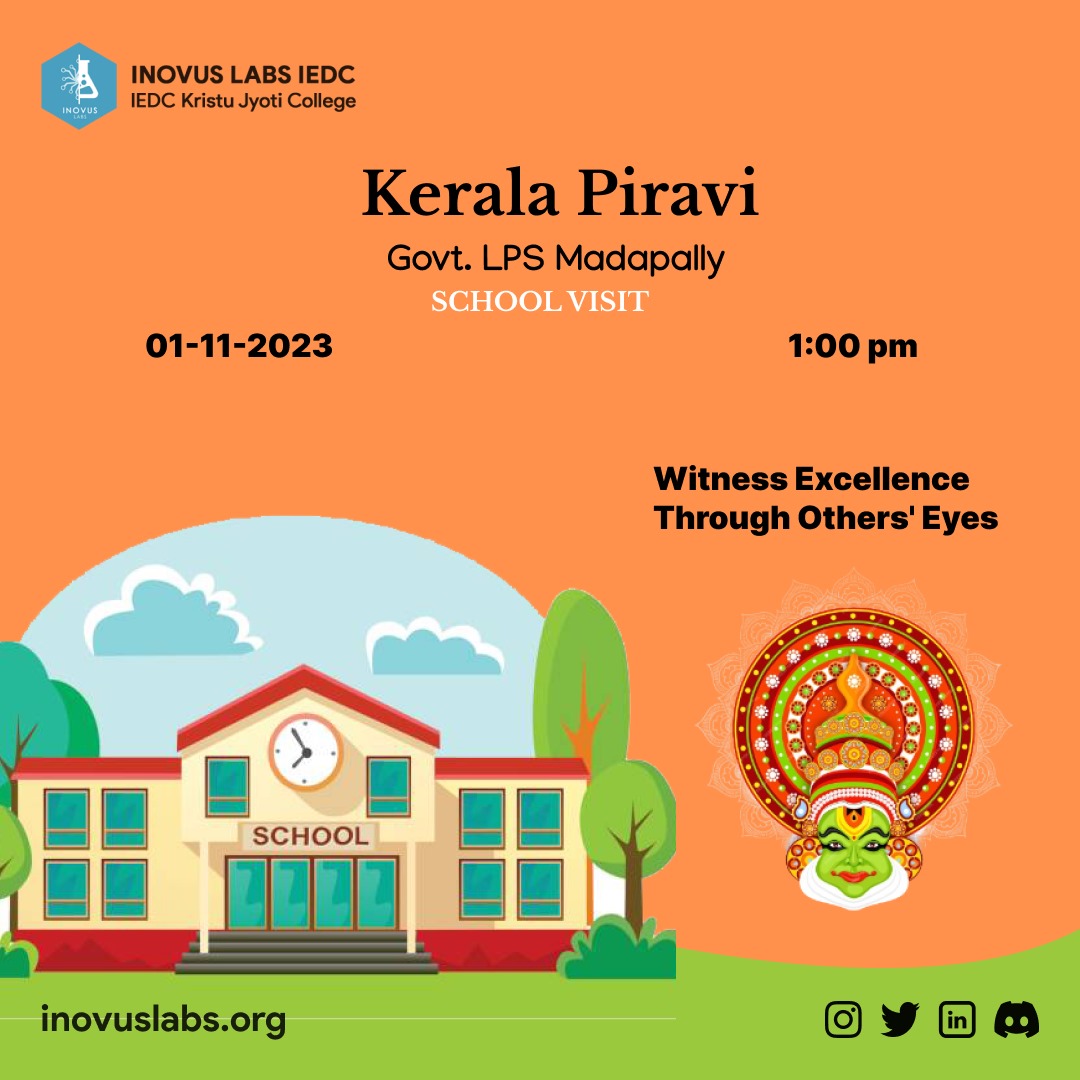 INOVUS LABS IEDC
IEDC Kristu Jyoti College
INOVUS
LABS
Kerala Piravi
Govt. LPS Madapally
SCHOOL VISIT
01-11-2023
1:00 pm
Witness Excellence
Through Others' Eyes
SCHOOL
inovuslabs.org
in